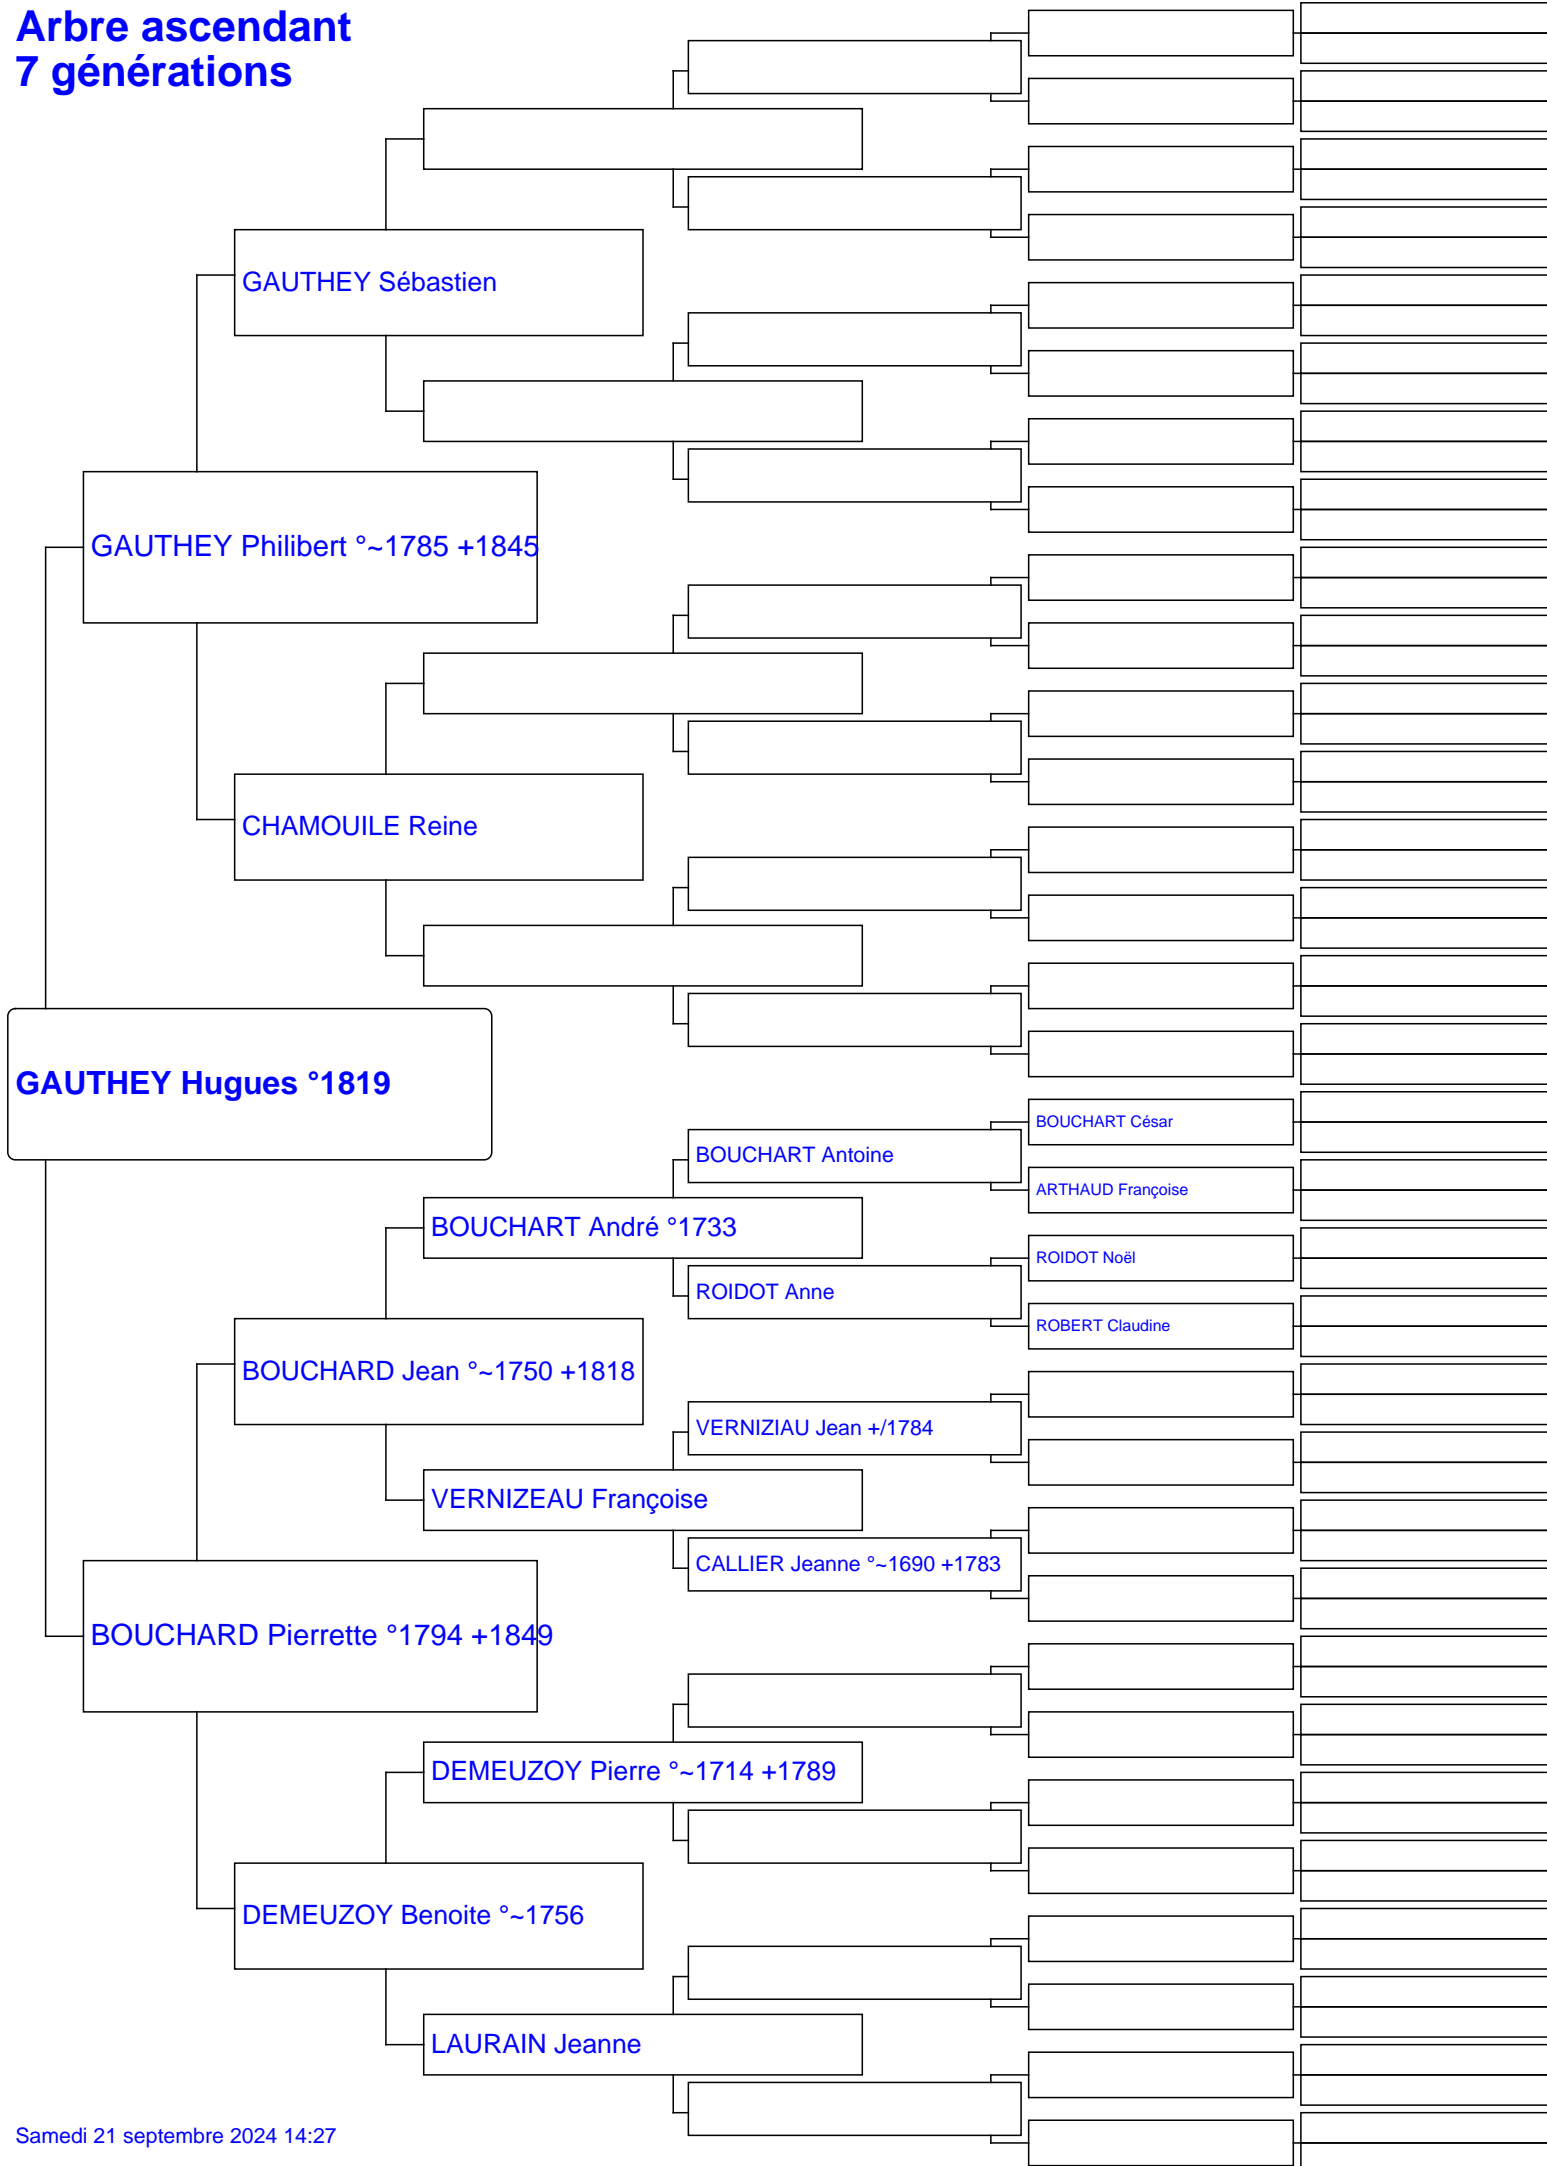 Arbre ascendant
7 générations
GAUTHEY Sébastien
GAUTHEY Philibert °~1785 +1845
CHAMOUILE Reine
GAUTHEY Hugues °1819
BOUCHART César
BOUCHART Antoine
ARTHAUD Françoise
BOUCHART André °1733
ROIDOT Noël
ROIDOT Anne
ROBERT Claudine
BOUCHARD Jean °~1750 +1818
VERNIZIAU Jean +/1784
VERNIZEAU Françoise
CALLIER Jeanne °~1690 +1783
BOUCHARD Pierrette °1794 +1849
DEMEUZOY Pierre °~1714 +1789
DEMEUZOY Benoite °~1756
LAURAIN Jeanne
Samedi 21 septembre 2024 14:27